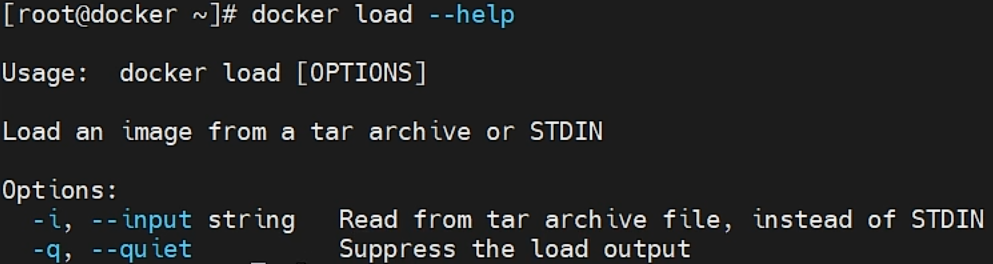 [root@docker ~]# docker load --help
Usage:  docker load [OPTIONS]
Load an image from a tar archive or STDIN
Options:
  -i, --input string   Read from tar archive file, instead of STDIN
  -q, --quiet          Suppress the load output